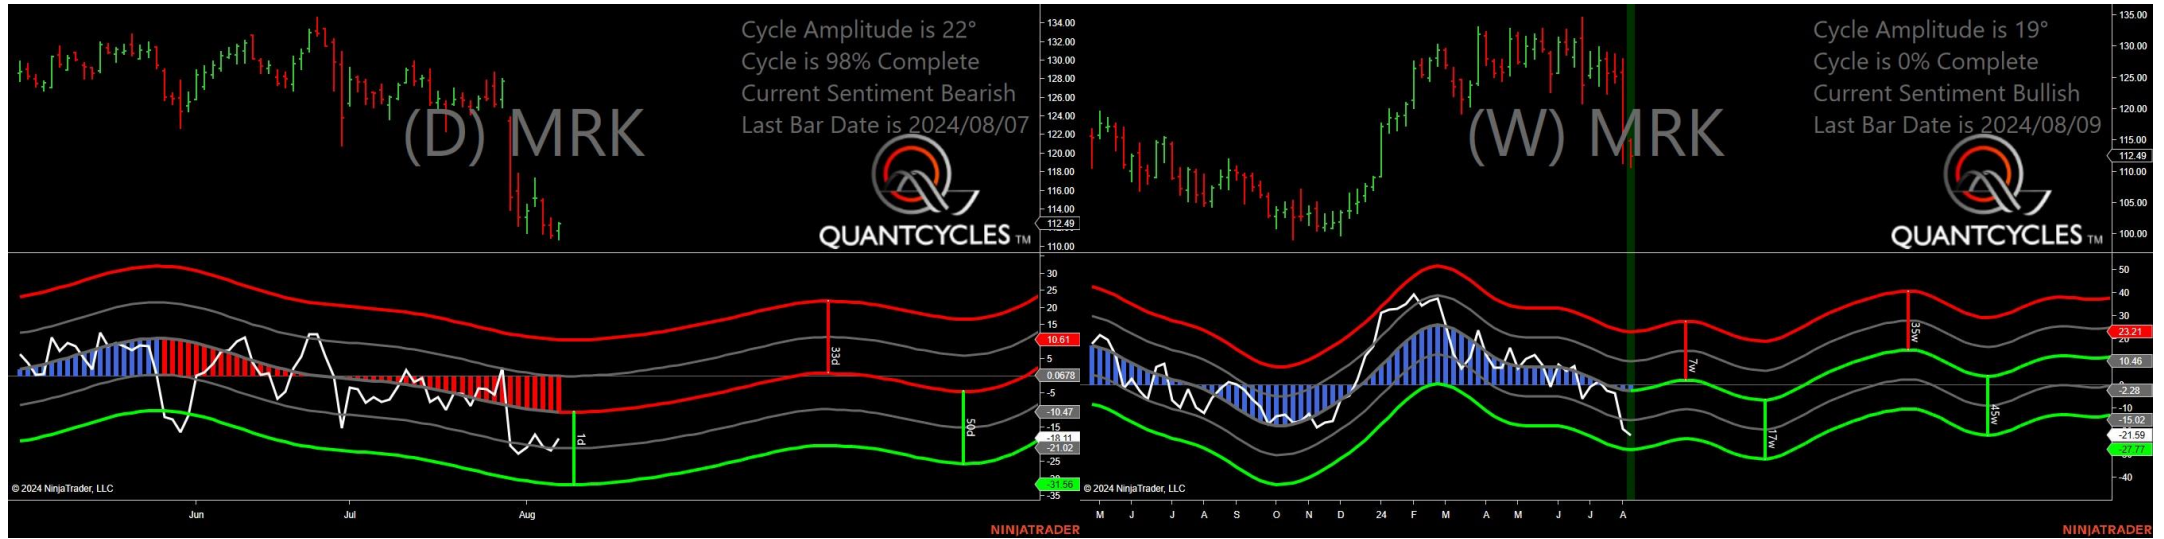 Cycle Amplitude is 22°
Cycle is 98% Complete
Current Sentiment Bearish
Last Bar Date is 2024/08/07
(D) MRK
QUANTCYCLES TM
134.00
132.00
130.00
128.00
126.00
124.00
122.00
120.00
118.00
116.00
114.00
112.49
110.00
30
25
20
15
10.61
5
0.0678
-5
-10.47
-15
-18.11
-21.02
-25
-31.56
-35
33d
50d
1d
© 2024 NinjaTrader, LLC
Jun
Jul
Aug
NINJATRADER
Cycle Amplitude is 19°
Cycle is 0% Complete
Current Sentiment Bullish
Last Bar Date is 2024/08/09
(W) MRK
QUANTCYCLES TM
135.00
130.00
125.00
120.00
115.00
112.49
110.00
105.00
100.00
50
40
30
23.21
20
10.46
0
-2.28
-10
-15.02
-21.59
-27.77
-40
7w
35w
17w
45w
© 2024 NinjaTrader, LLC
M J J A S O N D 24 F M A M J J A
NINJATRADER